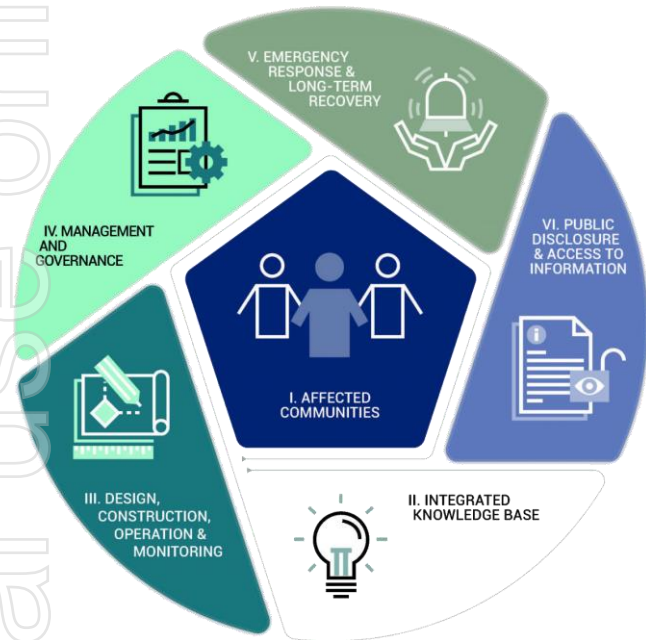 V. EMERGENCY
RESPONSE &
LONG-TERM
RECOVERY
IV. MANAGEMENT
AND
GOVERNANCE
VI. PUBLIC
DISCLOSURE
& ACCESS TO
INFORMATION
I. AFFECTED
COMMUNITIES
III. DESIGN,
CONSTRUCTION,
OPERATION &
MONITORING
II. INTEGRATED
KNOWLEDGE BASE